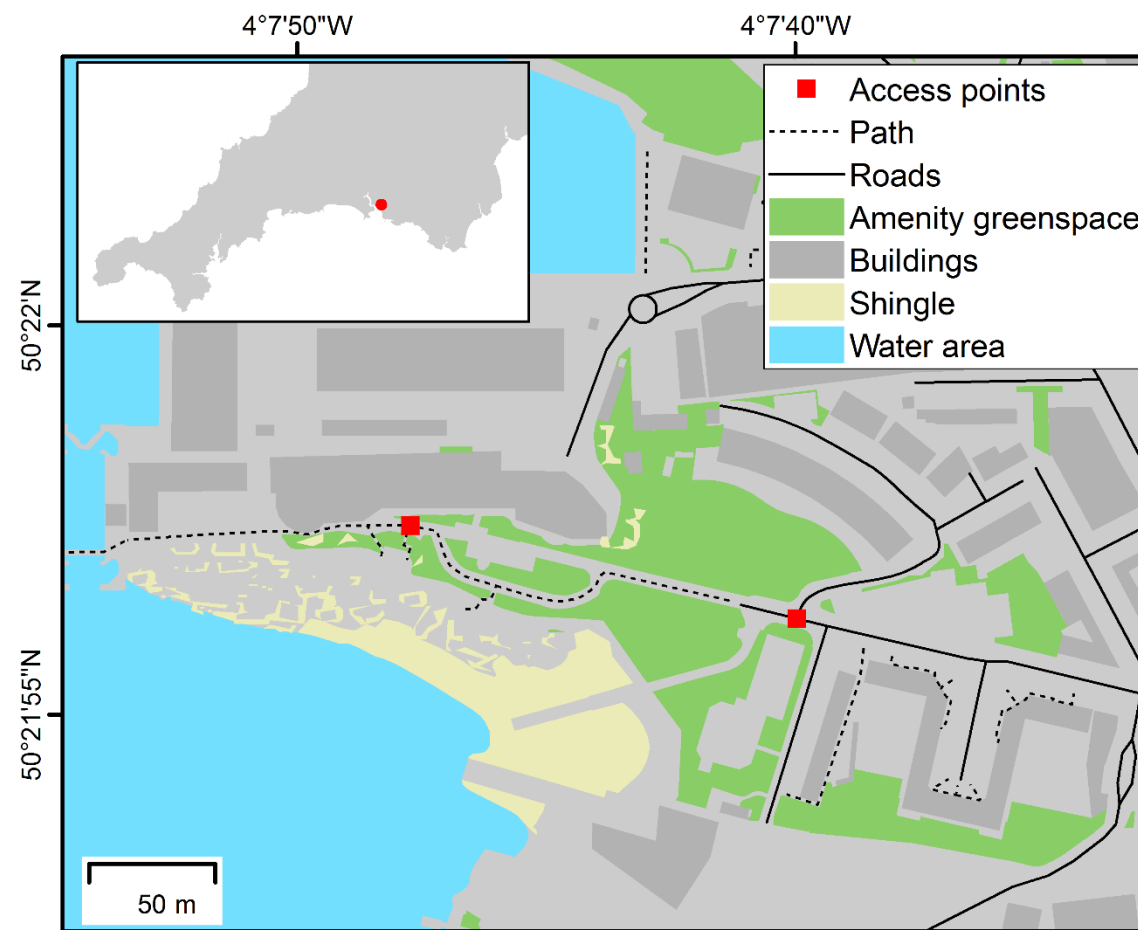 4°7'50"W
4°7'40"W
Access points
Path
Roads
Amenity greenspace
Buildings
Shingle
Water area
50°22'N
50°21'55"N
50 m